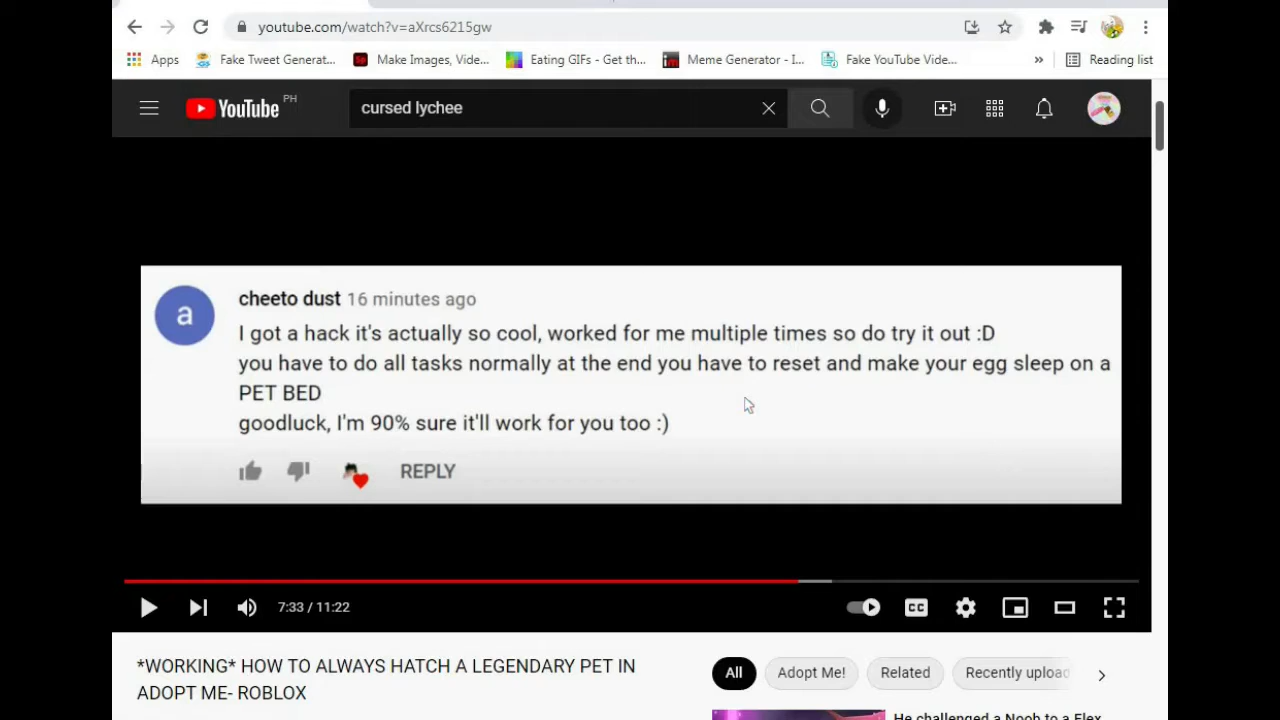 youtube.com/watch?v=aXrcs6215gw
Apps Fake Tweet Generat... Make Images, Vide... Eating GIFs - Get th... Meme Generator - I... Fake YouTube Vide... » Reading list
YouTube PH cursed lychee
a
cheeto dust 16 minutes ago
I got a hack it's actually so cool, worked for me multiple times so do try it out :D
you have to do all tasks normally at the end you have to reset and make your egg sleep on a
PET BED
goodluck, I'm 90% sure it'll work for you too :)
REPLY
7:33 / 11:22 CC
*WORKING* HOW TO ALWAYS HATCH A LEGENDARY PET IN
ADOPT ME- ROBLOX
All Adopt Me! Related Recently uploac
He challenged a Noob to a Flex